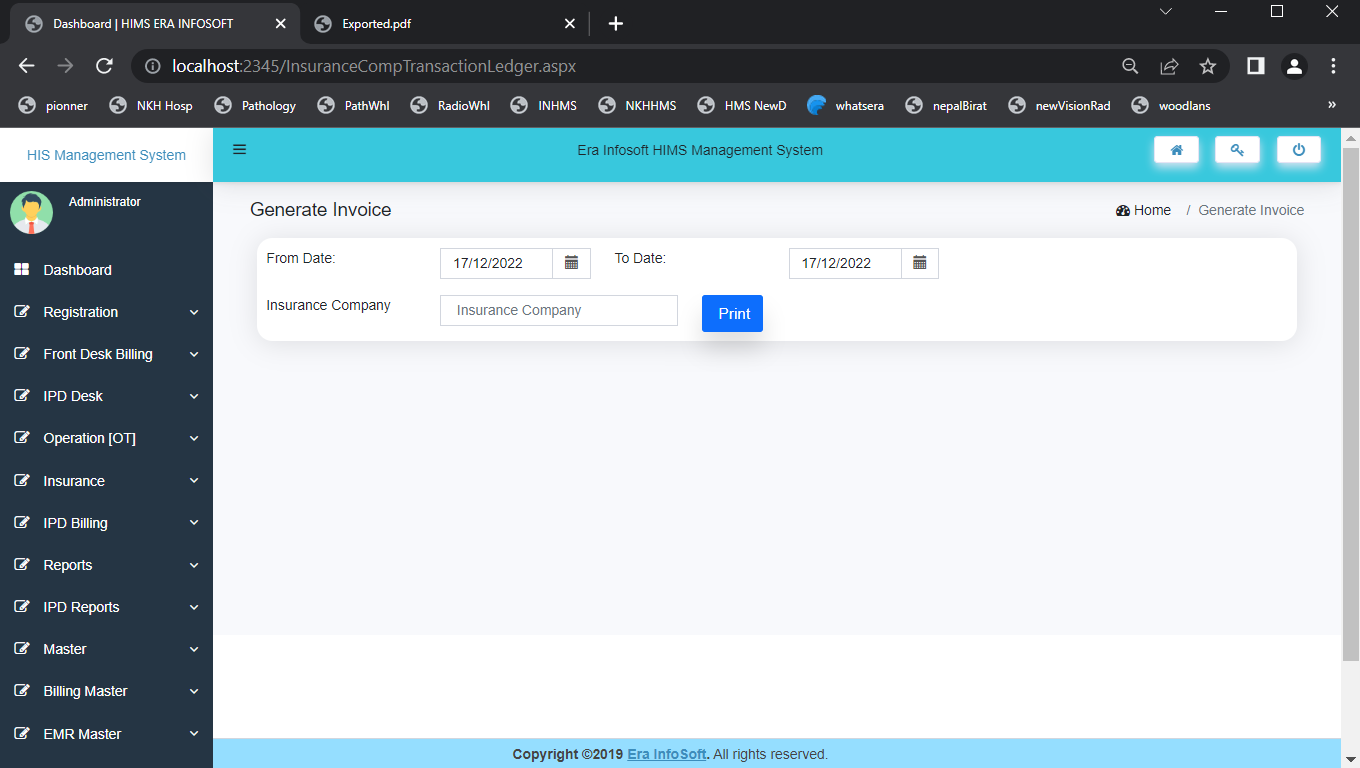 Dashboard | HIMS ERA INFOSOFT
Exported.pdf
localhost:2345/InsuranceCompTransactionLedger.aspx
pionner NKH Hosp Pathology PathWhl RadioWhl INHMS NKHHMS HMS NewD whatsera nepalBirat newVisionRad woodlans »
HIS Management System
Era Infosoft HIMS Management System
Administrator
Generate Invoice
Home / Generate Invoice
From Date: 17/12/2022 To Date: 17/12/2022
Insurance Company Insurance Company Print
Dashboard
Registration
Front Desk Billing
IPD Desk
Operation [OT]
Insurance
IPD Billing
Reports
IPD Reports
Master
Billing Master
EMR Master
Copyright ©2019 Era InfoSoft. All rights reserved.